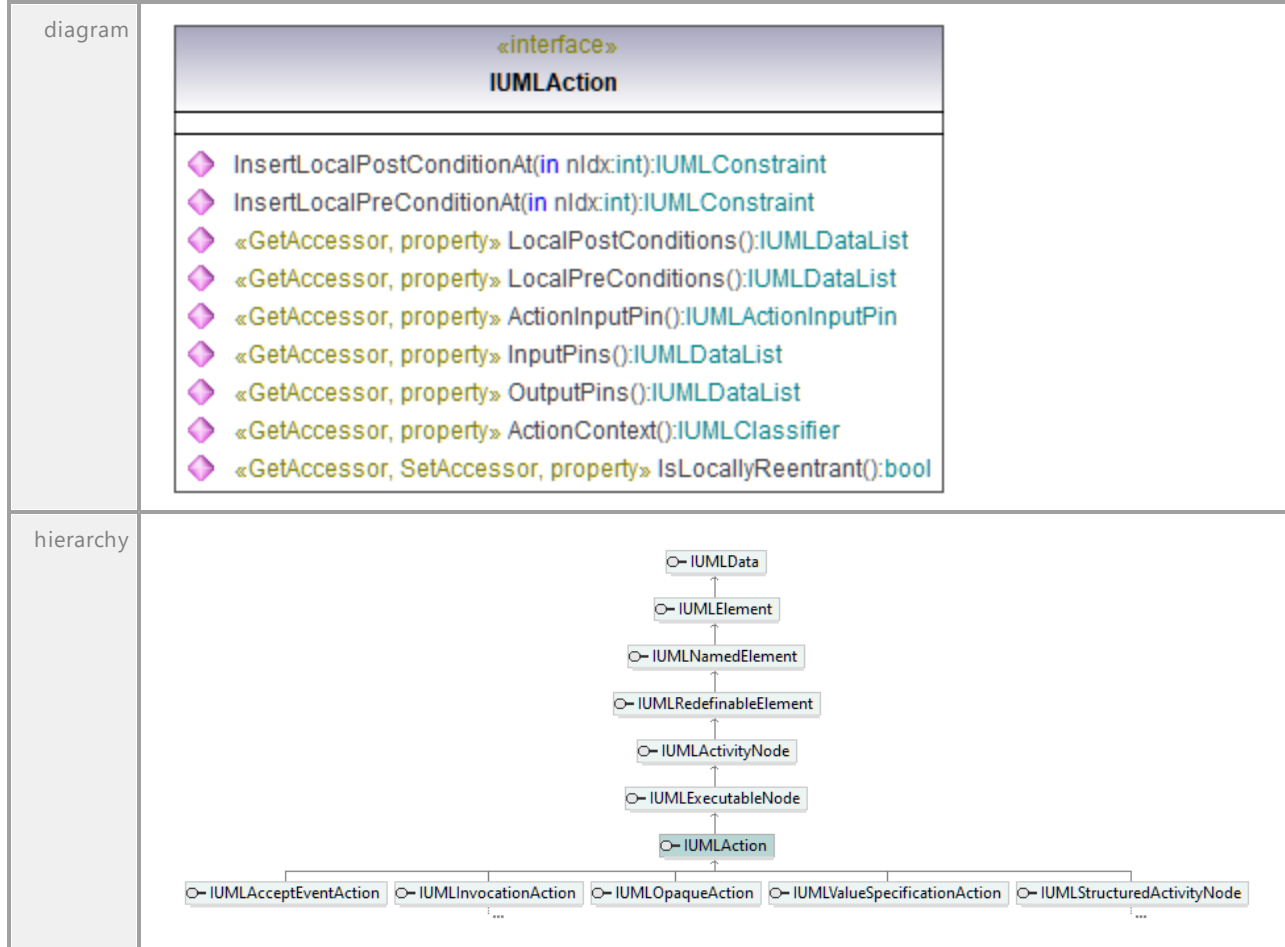 diagram
«interface»
IUMLAction
InsertLocalPostConditionAt(in nIdx:int):IUMLConstraint
InsertLocalPreConditionAt(in nIdx:int):IUMLConstraint
«GetAccessor, property» LocalPostConditions():IUMLDataList
«GetAccessor, property» LocalPreConditions():IUMLDataList
«GetAccessor, property» ActionInputPin():IUMLActionInputPin
«GetAccessor, property» InputPins():IUMLDataList
«GetAccessor, property» OutputPins():IUMLDataList
«GetAccessor, property» ActionContext():IUMLClassifier
«GetAccessor, SetAccessor, property» IsLocallyReentrant():bool
hierarchy
IUMLData
IUMLElement
IUMLNamedElement
IUMLRedefinableElement
IUMLActivityNode
IUMLExecutableNode
IUMLAction
IUMLAcceptEventAction IUMLInvocationAction IUMLOpaqueAction IUMLValueSpecificationAction IUMLStructuredActivityNode
... ...